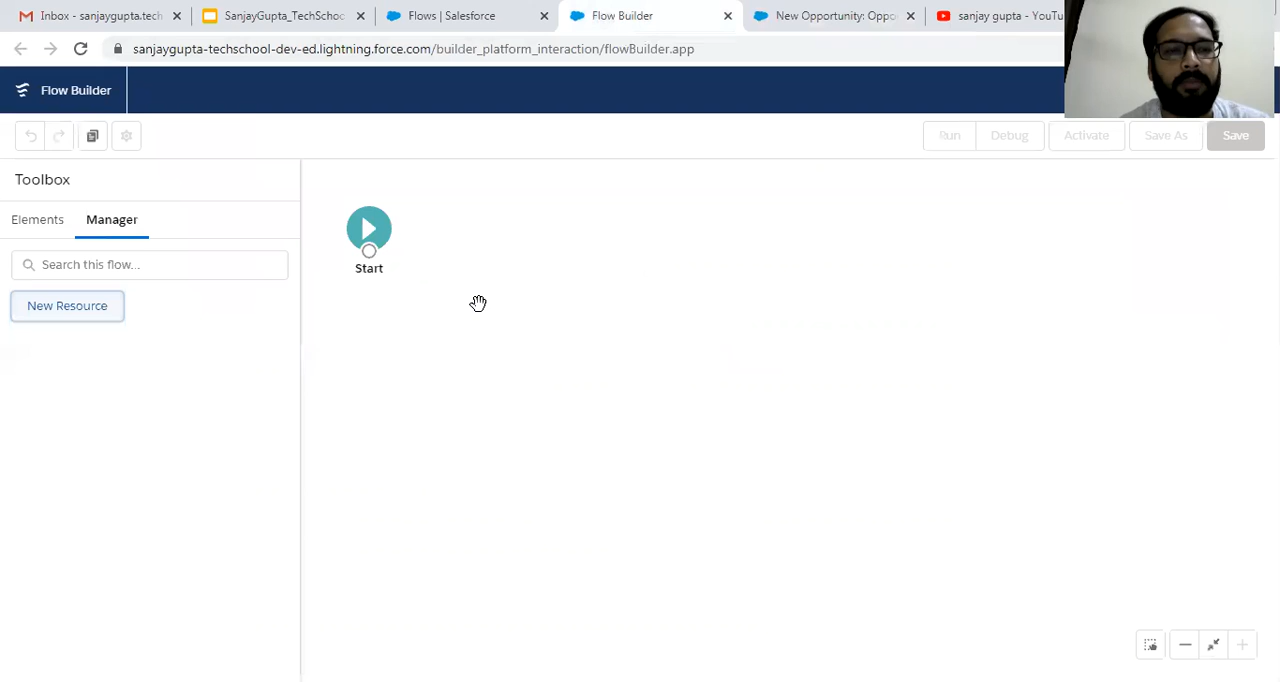 Inbox - sanjaygupta.tech
SanjayGupta_TechSchoo
Flows | Salesforce
Flow Builder
New Opportunity: Oppo
sanjay gupta - YouTu
sanjaygupta-techschool-dev-ed.lightning.force.com/builder_platform_interaction/flowBuilder.app
Flow Builder
Run
Debug
Activate
Save As
Save
Toolbox
Elements
Manager
Search this flow...
New Resource
Start